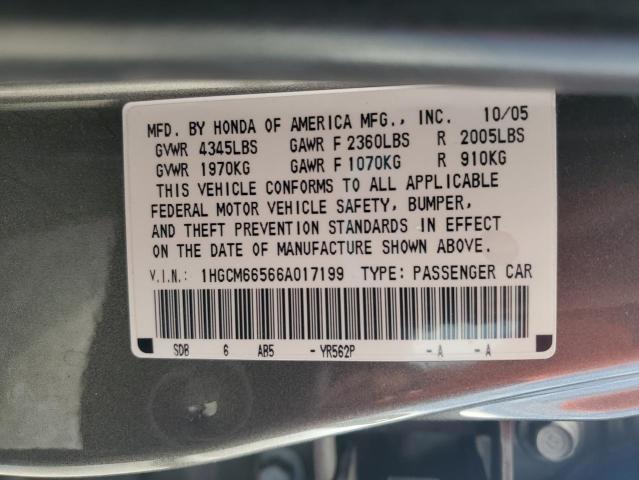 MFD. BY HONDA OF AMERICA MFG., INC. 10/05
GVWR 4345LBS GAWR F 2360LBS R 2005LBS
GVWR 1970KG GAWR F 1070KG R 910KG
THIS VEHICLE CONFORMS TO ALL APPLICABLE
FEDERAL MOTOR VEHICLE SAFETY, BUMPER,
AND THEFT PREVENTION STANDARDS IN EFFECT
ON THE DATE OF MANUFACTURE SHOWN ABOVE.
V.I.N.: 1HGCM66566A017199 TYPE: PASSENGER CAR
SDB 6 AB5 -YR562P -A -A